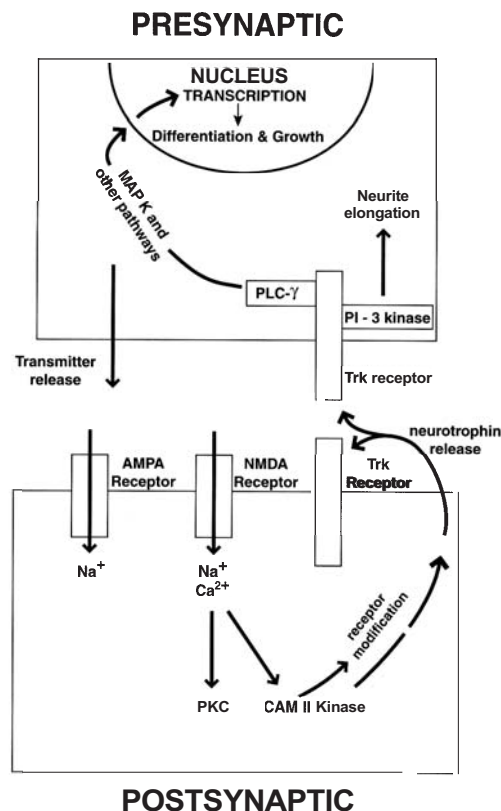 PRESYNAPTIC
NUCLEUS
TRANSCRIPTION
Differentiation & Growth
MAP K and
other pathways
Neurite
elongation
PLC-γ
PI - 3 kinase
Trk receptor
Transmitter
release
neurotrophin
release
AMPA
Receptor
NMDA
Receptor
Trk
Receptor
Na+
Na+
Ca2+
receptor
modification
PKC
CAM II Kinase
POSTSYNAPTIC